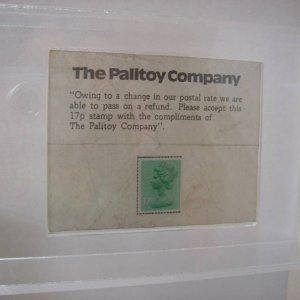 The Palitoy Company
"Owing to a change in our postal rate we are
able to pass on a refund. Please accept this
17p stamp with the compliments of
The Palitoy Company".